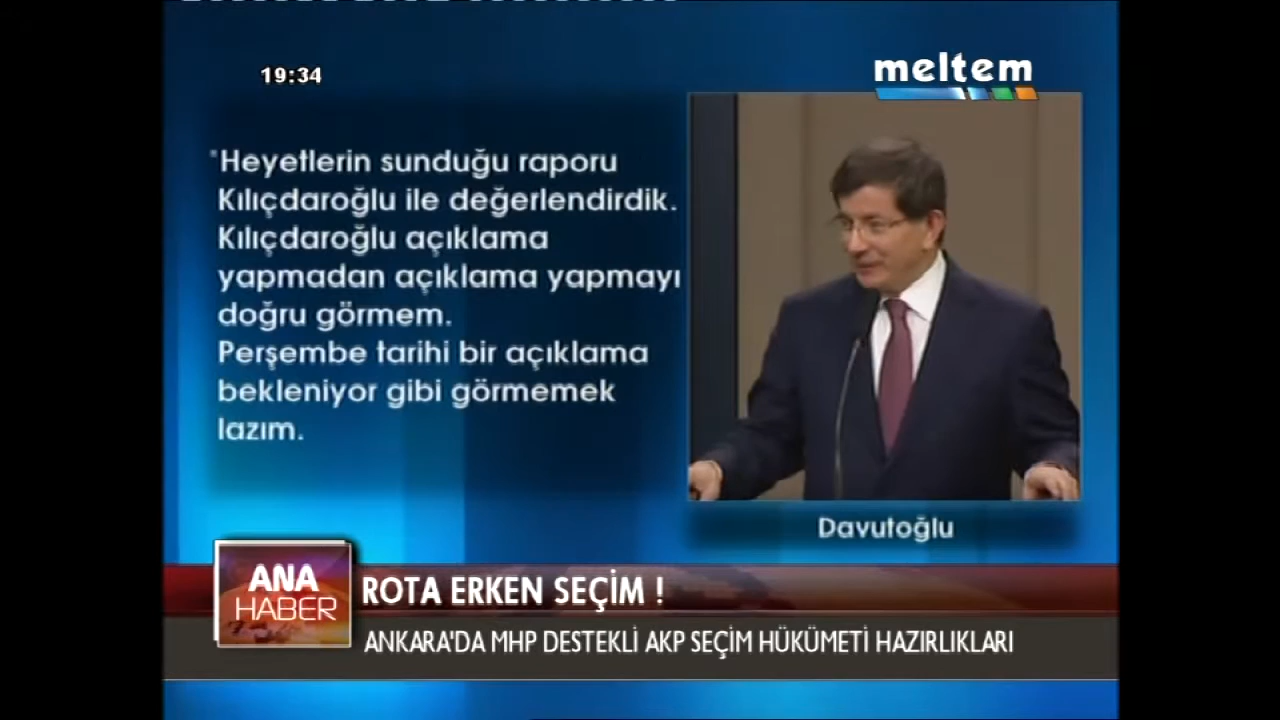 19:34
meltem
"Heyetlerin sunduğu raporu
Kılıçdaroğlu ile değerlendirdik.
Kılıçdaroğlu açıklama
yapmadan açıklama yapmayı
doğru görmem.
Perşembe tarihi bir açıklama
bekleniyor gibi görmemek
lazım.
Davutoğlu
ANA
HABER
ROTA ERKEN SEÇİM !
ANKARA'DA MHP DESTEKLİ AKP SEÇİM HÜKÜMETİ HAZIRLIKLARI